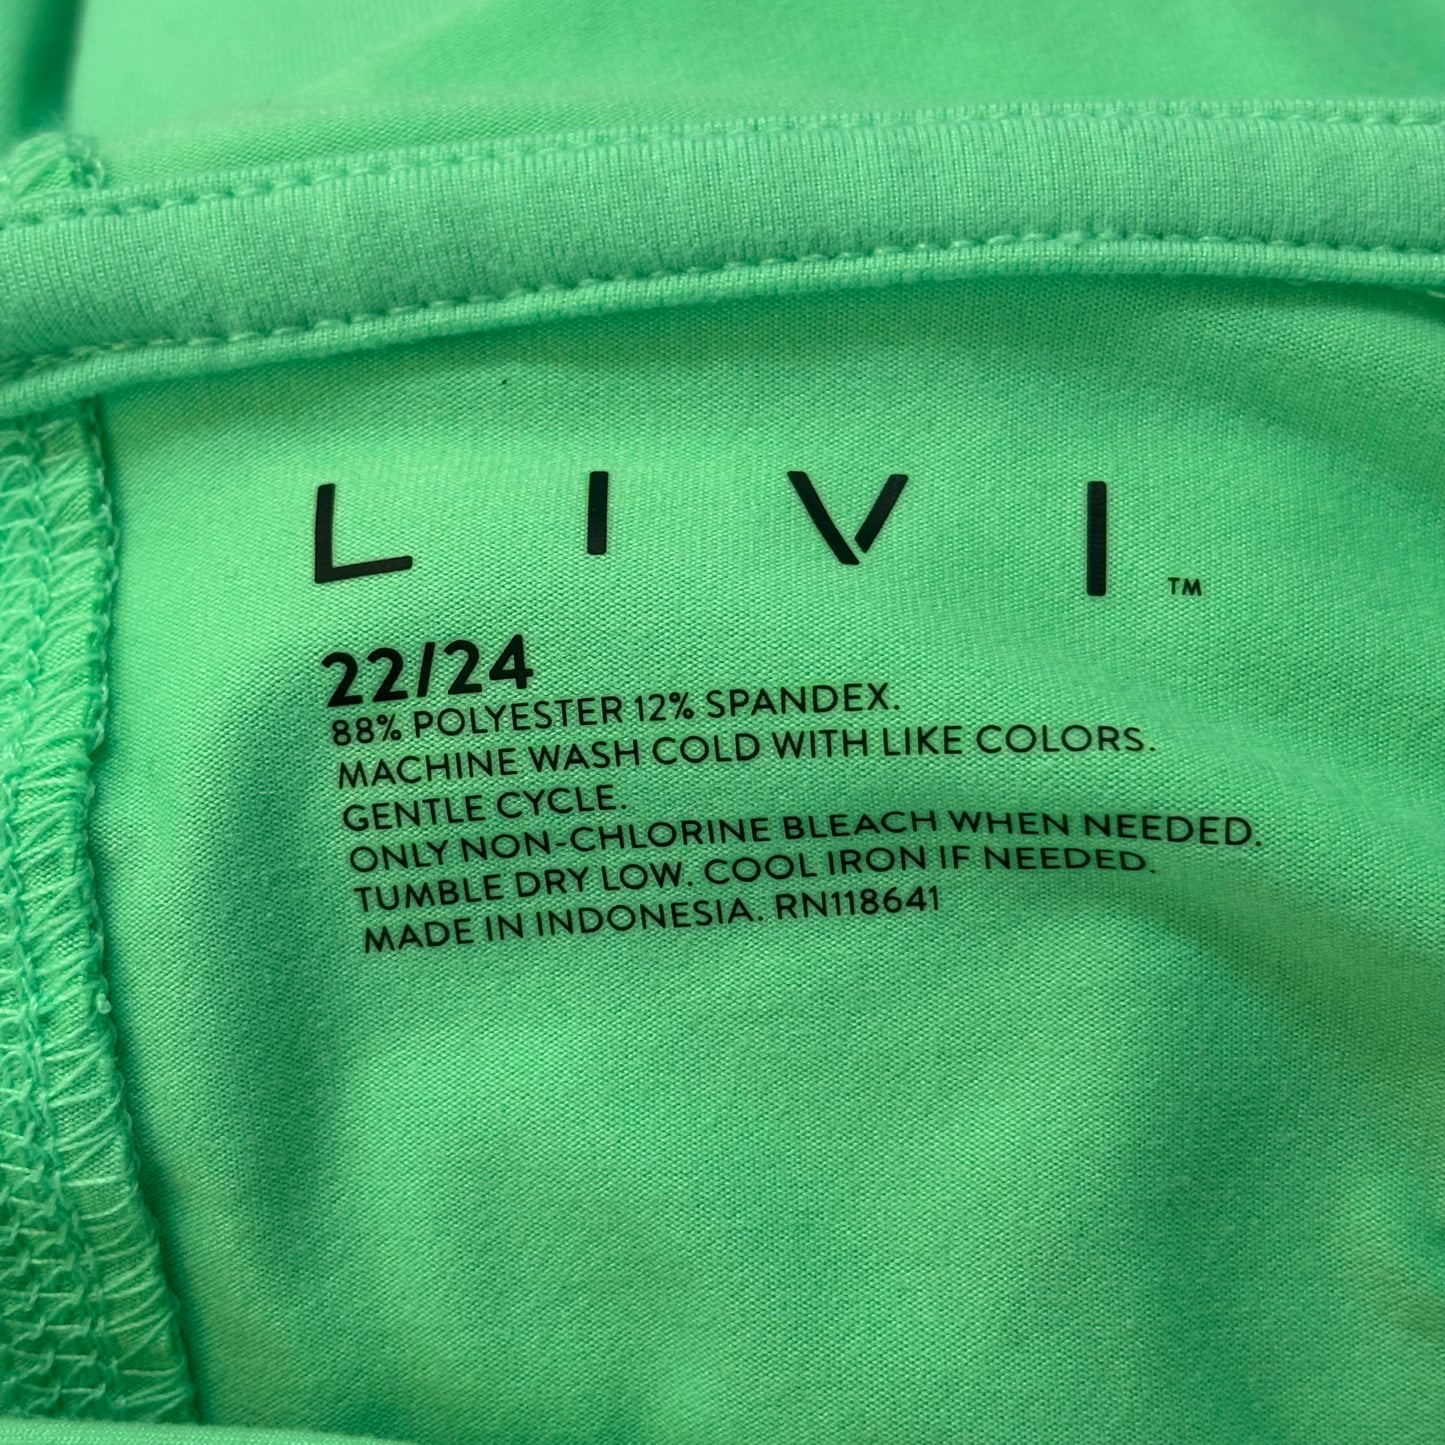 LIVI™
22/24
88% POLYESTER 12% SPANDEX.
MACHINE WASH COLD WITH LIKE COLORS.
GENTLE CYCLE.
ONLY NON-CHLORINE BLEACH WHEN NEEDED.
TUMBLE DRY LOW. COOL IRON IF NEEDED.
MADE IN INDONESIA. RN118641